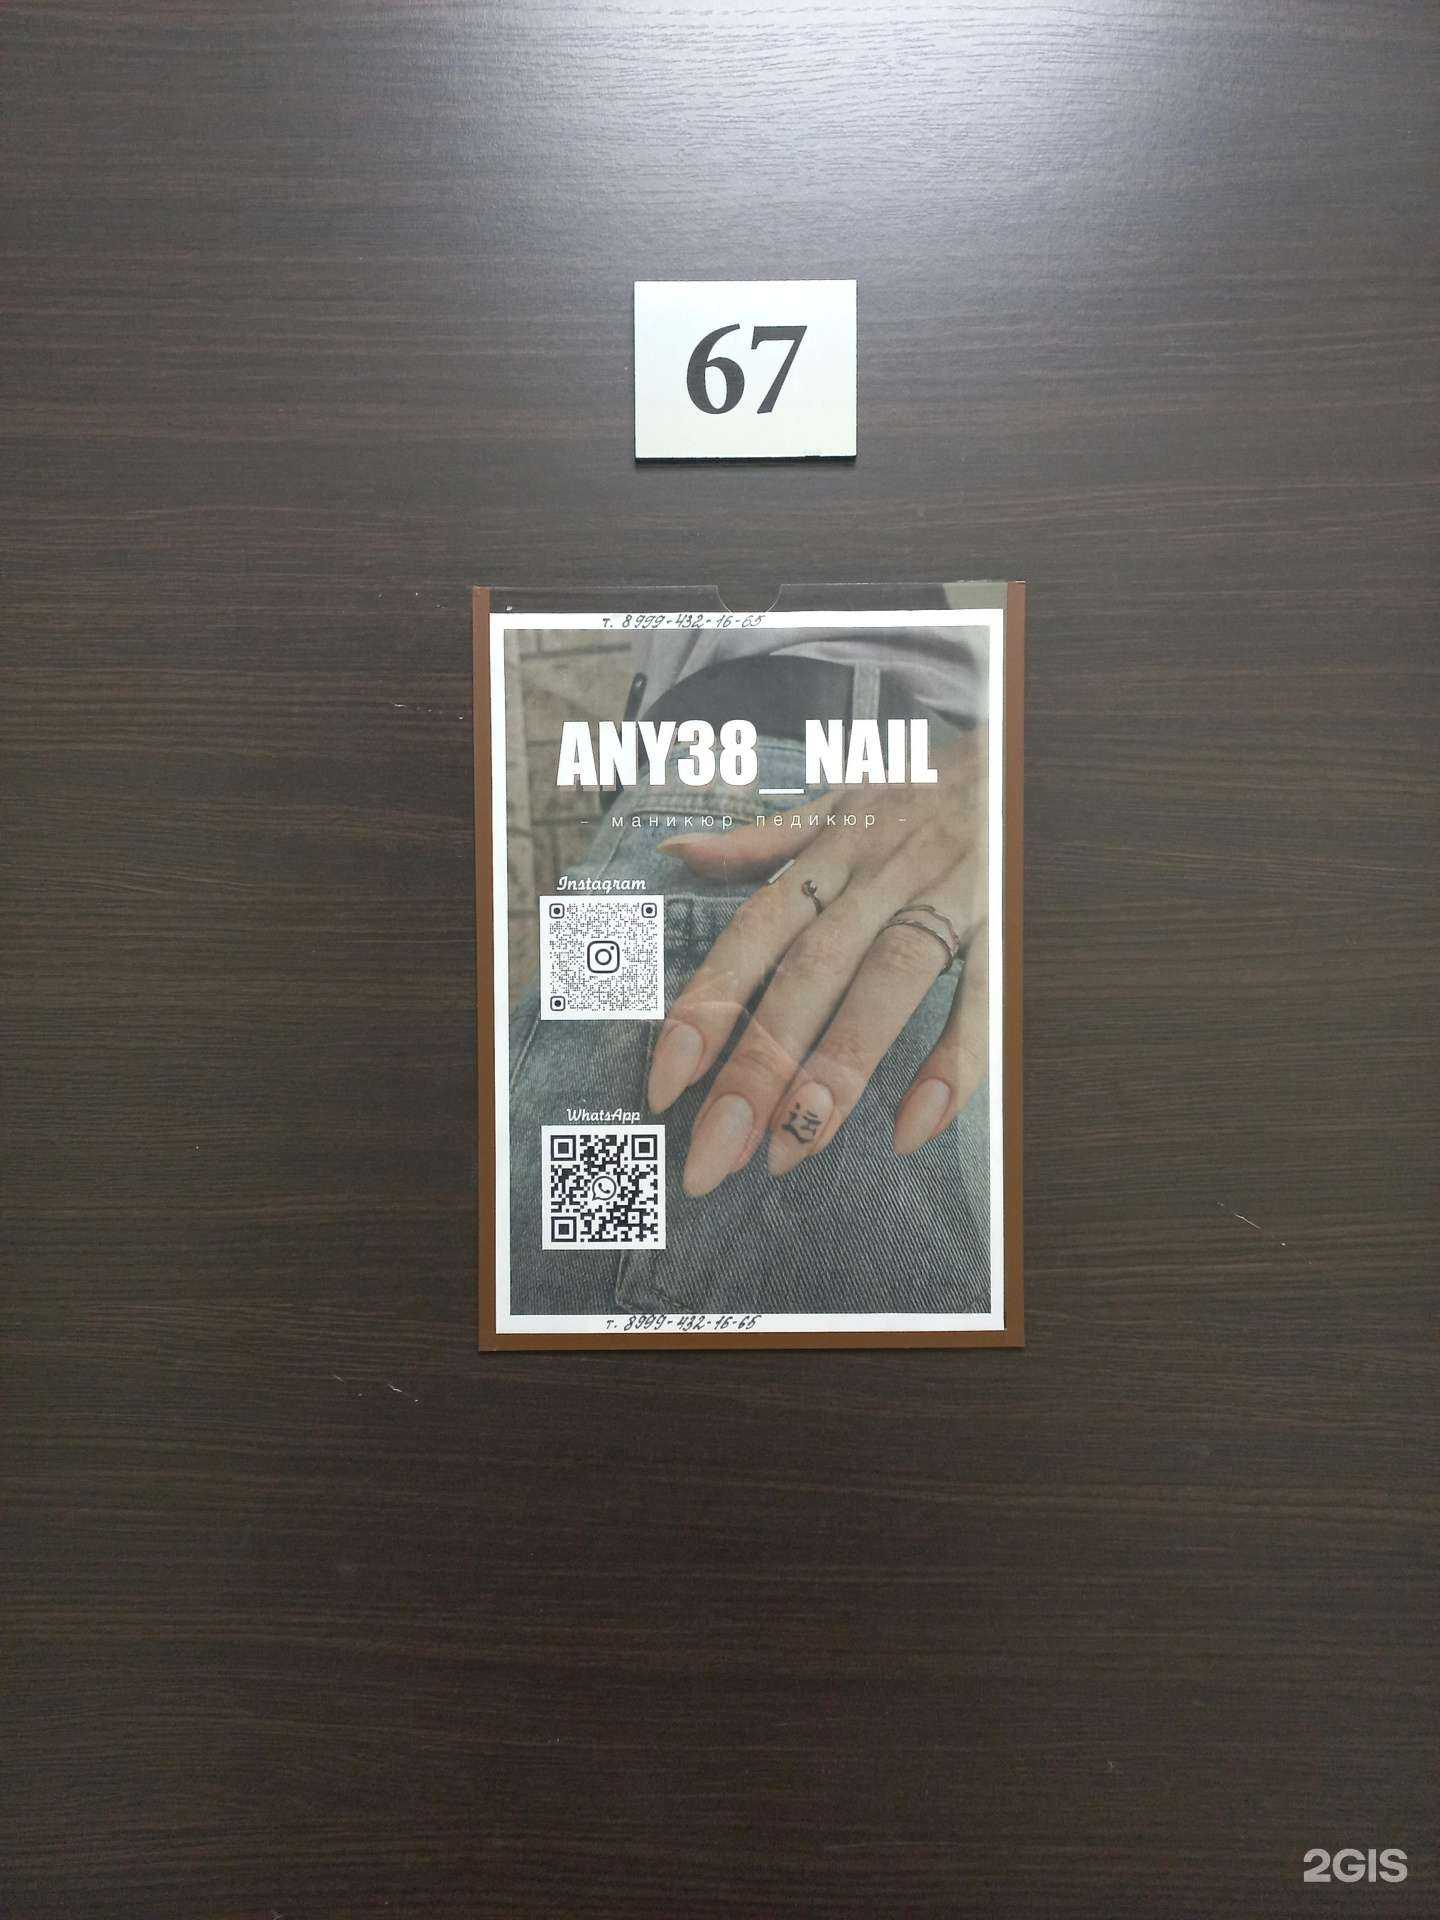 67
т. 8999-432-16-65
ANY38_NAIL
- маникюр педикюр -
Instagram
WhatsApp
т. 8999-432-16-65
2GIS